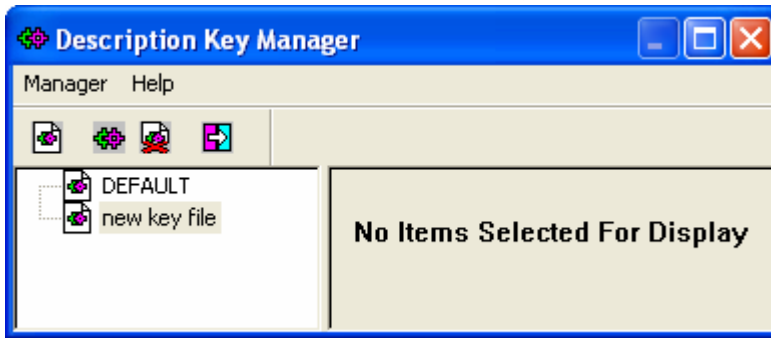 Description Key Manager
Manager Help
DEFAULT
new key file
No Items Selected For Display